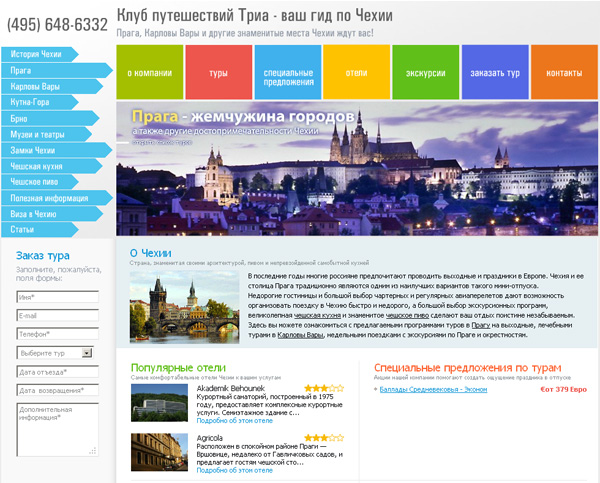 (495) 648-6332
Клуб путешествий Триа - ваш гид по Чехии
Прага, Карловы Вары и другие знаменитые места Чехии ждут вас!
История Чехии
Прага
Карловы Вары
Кутна-Гора
Брно
Музеи и театры
Замки Чехии
Чешская кухня
Чешское пиво
Полезная информация
Виза в Чехию
Статьи
о компании
туры
специальные
предложения
отели
экскурсии
заказать тур
контакты
Прага - жемчужина городов
а также другие достопримечательности Чехии
Заказ тура
Заполните, пожалуйста,
поля формы:
Имя*
E-mail
Телефон*
Выберите тур
Дата отъезда*
Дата возвращения*
Дополнительная
информация*
О Чехии
Страна, знаменитая своими архитектурой, пивом и непревзойденной самобытной кухней
В последние годы многие россияне предпочитают проводить выходные и праздники в Европе. Чехия и ее
столица Прага традиционно являются одним из наилучших вариантов такого мини-отпуска.
Недорогие гостиницы и большой выбор чартерных и регулярных авиаперелетов дают возможность
организовать поездку в Чехию быстро и недорого, а большой выбор экскурсионных программ,
великолепная чешская кухня и знаменитое чешское пиво сделают ваш отдых поистине незабываемым.
Здесь вы можете ознакомиться с предлагаемыми программами туров в Прагу на выходные, лечебными
турами в Карловы Вары, недельными поездками с экскурсиями по Праге и окрестностям.
Популярные отели
Самые комфортабельные отели Чехии к вашим услугам
Akademik Behounek
Курортный санаторий, построенный в 1975
году, предоставляет комплексные курортные
услуги. Семиэтажное здание с...
Подробно об этом отеле
Agricola
Расположен в спокойном районе Праги —
Вршовице, недалеко от Гавличковых садов, и
предлагает гостям чешской сто...
Подробно об этом отеле
Специальные предложения по турам
Акции нашей компании помогают создать ощущение праздника в отпуске
Баллады Средневековья - Эконом
€от 379 Евро